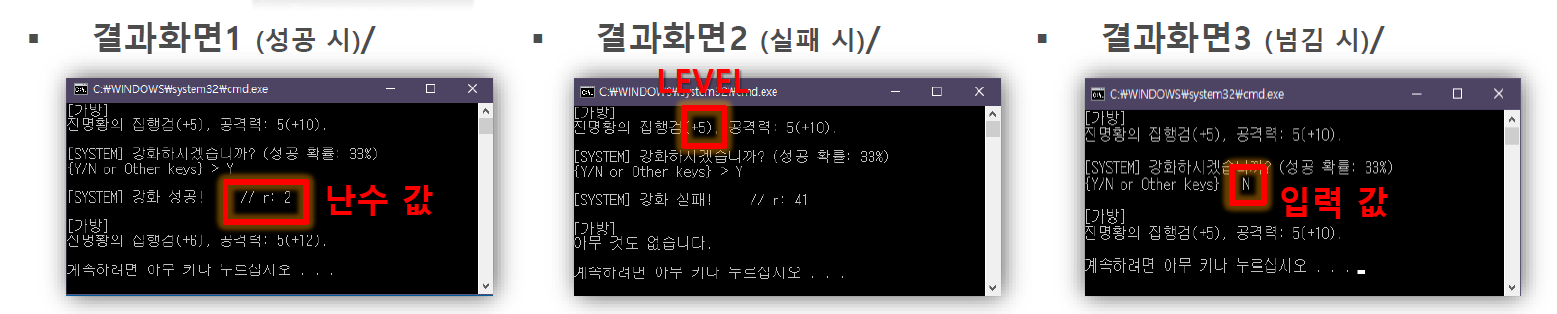 ▪ 결과화면1 (성공 시)/
C:₩WINDOWS₩system32₩cmd.exe
[가방]
진명황의 집행검(+5), 공격력: 5(+10).
[SYSTEM] 강화하시겠습니까? (성공 확률: 33%)
{Y/N or Other keys} > Y
[SYSTEM] 강화 성공! // r: 2
난수 값
[가방]
진명황의 집행검(+6), 공격력: 5(+12).
계속하려면 아무 키나 누르십시오 . . .
▪ 결과화면2 (실패 시)/
LEVEL
C:₩WINDOWS₩system32₩cmd.exe
[가방]
진명황의 집행검(+5), 공격력: 5(+10).
[SYSTEM] 강화하시겠습니까? (성공 확률: 33%)
{Y/N or Other keys} > Y
[SYSTEM] 강화 실패! // r: 41
[가방]
아무 것도 없습니다.
계속하려면 아무 키나 누르십시오 . . .
▪ 결과화면3 (넘김 시)/
C:₩WINDOWS₩system32₩cmd.exe
[가방]
진명황의 집행검(+5), 공격력: 5(+10).
[SYSTEM] 강화하시겠습니까? (성공 확률: 33%)
{Y/N or Other keys} N
입력 값
[가방]
진명황의 집행검(+5), 공격력: 5(+10).
계속하려면 아무 키나 누르십시오 . . .